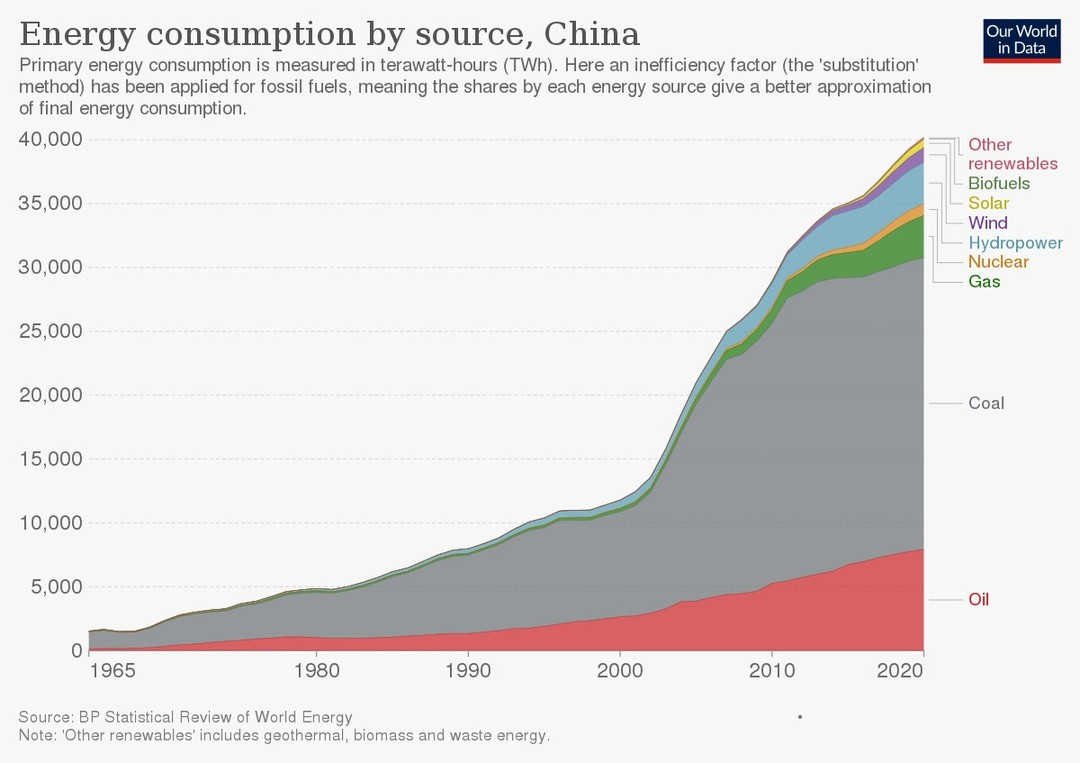 Energy consumption by source, China
Our World
in Data
Primary energy consumption is measured in terawatt-hours (TWh). Here an inefficiency factor (the 'substitution'
method) has been applied for fossil fuels, meaning the shares by each energy source give a better approximation
of final energy consumption.
40,000
35,000
30,000
25,000
20,000
15,000
10,000
5,000
0
Other
renewables
Biofuels
Solar
Wind
Hydropower
Nuclear
Gas
Coal
Oil
1965
1980
1990
2000
2010
2020
Source: BP Statistical Review of World Energy
Note: 'Other renewables' includes geothermal, biomass and waste energy.